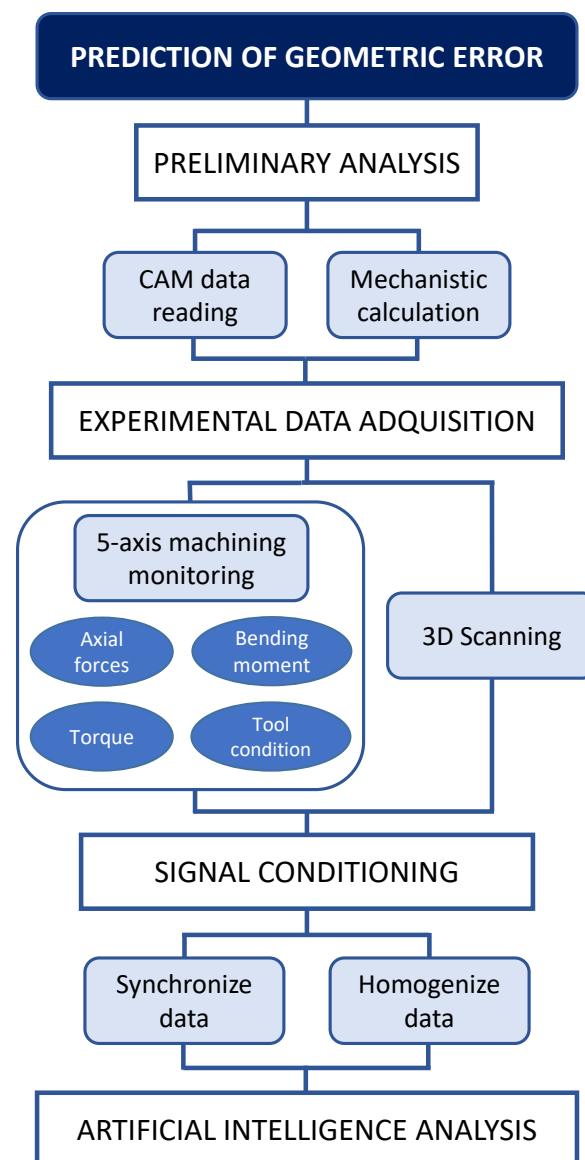 PREDICTION OF GEOMETRIC ERROR
PRELIMINARY ANALYSIS
CAM data
reading
Mechanistic
calculation
EXPERIMENTAL DATA ADQUISITION
5-axis machining
monitoring
Axial
forces
Bending
moment
Torque
Tool
condition
3D Scanning
SIGNAL CONDITIONING
Synchronize
data
Homogenize
data
ARTIFICIAL INTELLIGENCE ANALYSIS